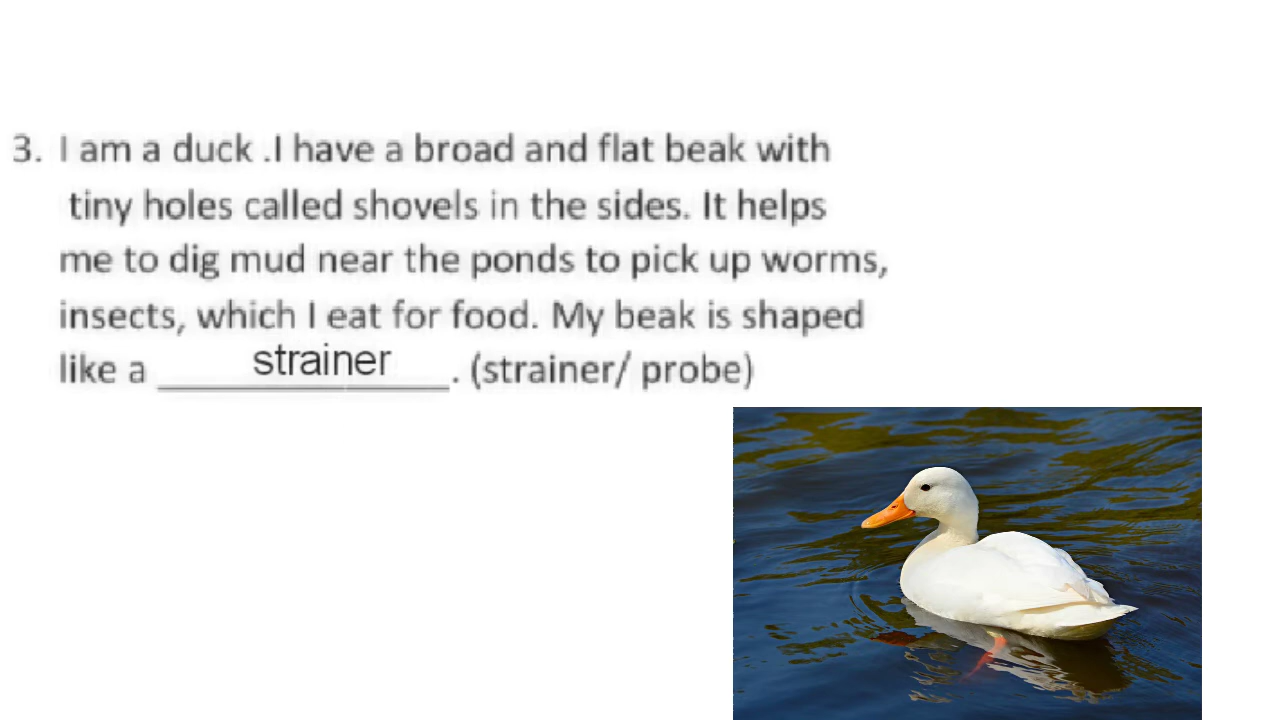 3. I am a duck .I have a broad and flat beak with
tiny holes called shovels in the sides. It helps
me to dig mud near the ponds to pick up worms,
insects, which I eat for food. My beak is shaped
like a strainer. (strainer/ probe)